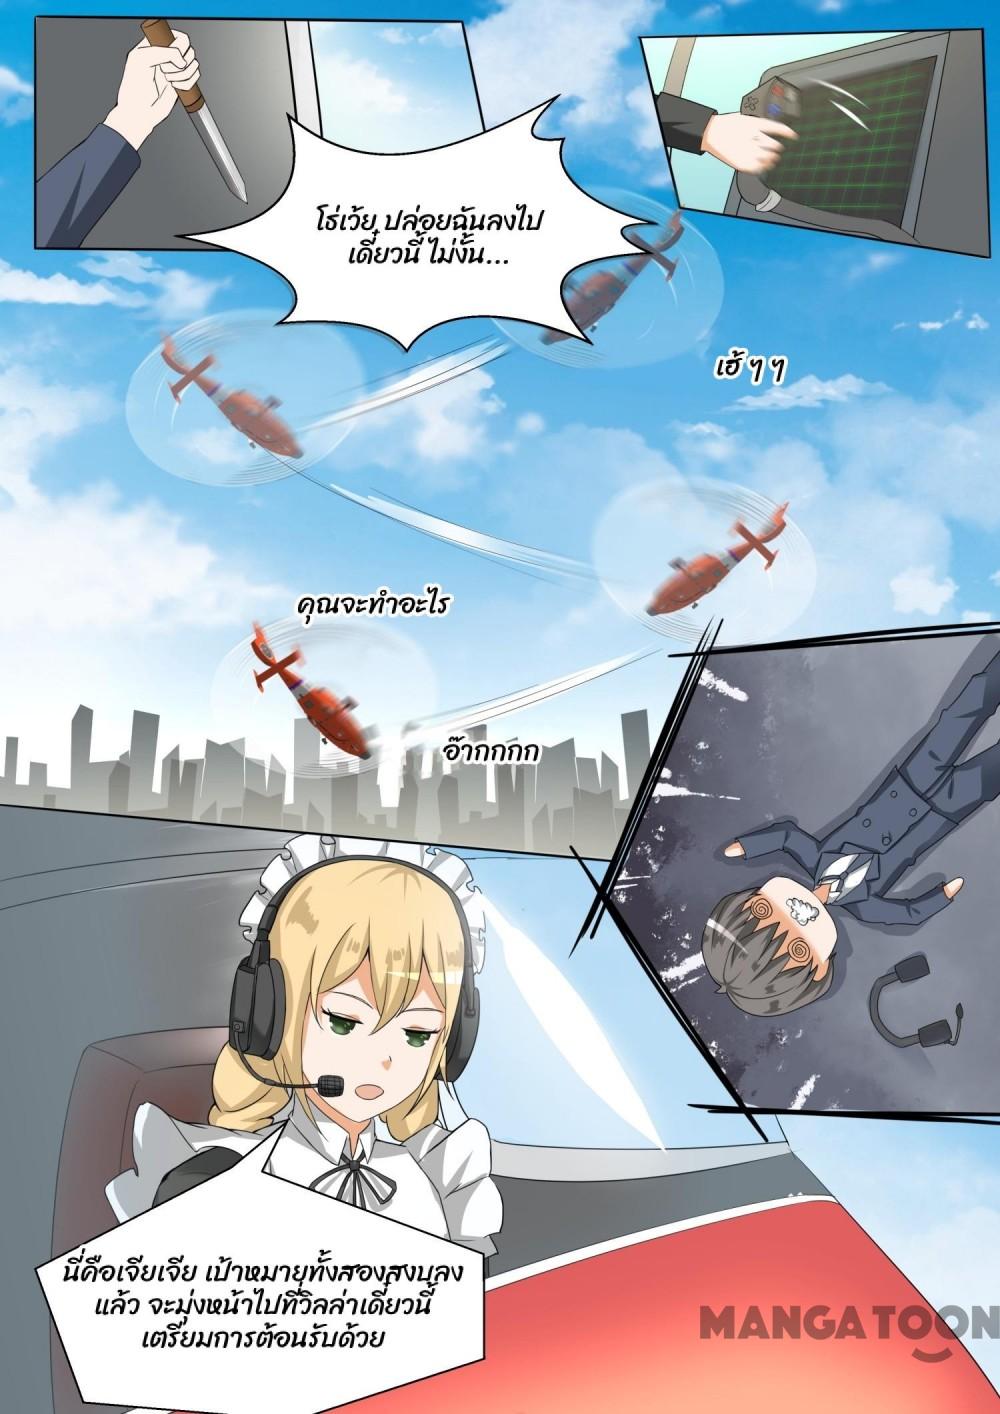 โธ่เว้ย ปล่อยฉันลงไป
เดี๋ยวนี้ ไม่งั้น...
เฮ้ ๆ ๆ
คุณจะทำอะไร
อ๊ากกกก
นี่คือเจียเจีย เป้าหมายทั้งสองสงบลง
แล้ว จะมุ่งหน้าไปที่วิลล่าเดี๋ยวนี้
เตรียมการต้อนรับด้วย
MANGATOON